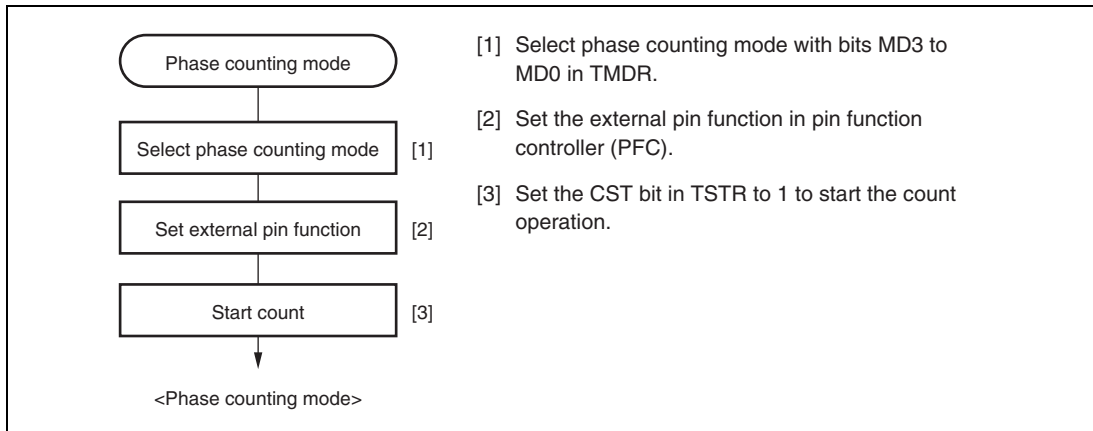 Phase counting mode
Select phase counting mode [1]
Set external pin function [2]
Start count [3]
<Phase counting mode>
[1] Select phase counting mode with bits MD3 to
MD0 in TMDR.
[2] Set the external pin function in pin function
controller (PFC).
[3] Set the CST bit in TSTR to 1 to start the count
operation.